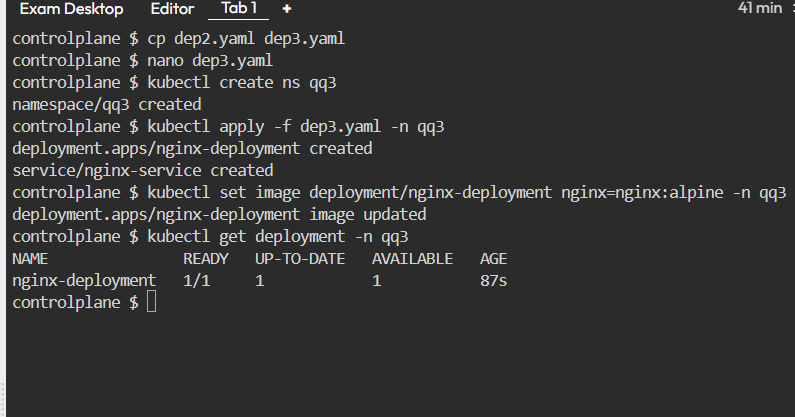 Exam Desktop Editor Tab 1 + 41 min
controlplane $ cp dep2.yaml dep3.yaml
controlplane $ nano dep3.yaml
controlplane $ kubectl create ns qq3
namespace/qq3 created
controlplane $ kubectl apply -f dep3.yaml -n qq3
deployment.apps/nginx-deployment created
service/nginx-service created
controlplane $ kubectl set image deployment/nginx-deployment nginx=nginx:alpine -n qq3
deployment.apps/nginx-deployment image updated
controlplane $ kubectl get deployment -n qq3
NAME READY UP-TO-DATE AVAILABLE AGE
nginx-deployment 1/1 1 1 87s
controlplane $